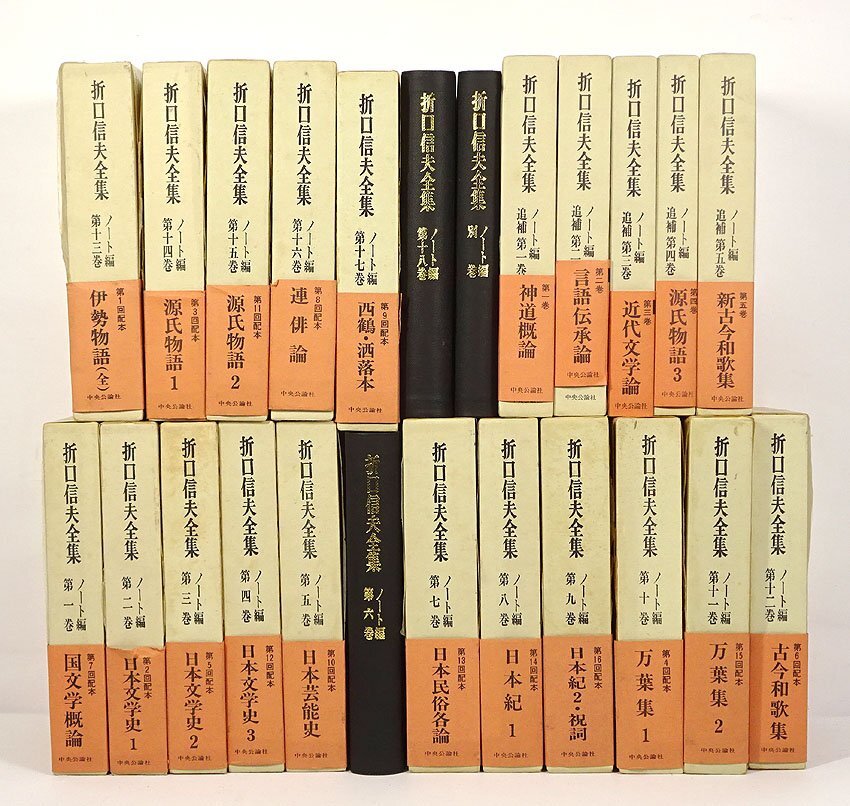 折口信夫全集
ノート編
第十三巻
第1回配本
伊勢物語(全)
中央公論社
折口信夫全集
ノート編
第十四巻
第3回配本
源氏物語1
中央公論社
折口信夫全集
ノート編
第十五巻
第11回配本
源氏物語2
中央公論社
折口信夫全集
ノート編
第十六巻
第8回配本
連俳論
中央公論社
折口信夫全集
ノート編
第十七巻
第9回配本
西鶴・洒落本
中央公論社
折口信夫全集
ノート編
第十八巻
折口信夫全集
ノート編
別巻
折口信夫全集
ノート編
追補 第一巻
第一巻
神道概論
中央公論社
折口信夫全集
ノート編
追補 第二
第二巻
言語伝承論
中央公論社
折口信夫全集
ノート編
追補 第三巻
第三巻
近代文学論
中央公論社
折口信夫全集
ノート編
追補 第四巻
第四巻
源氏物語3
中央公論社
折口信夫全集
ノート編
追補 第五巻
第五巻
新古今和歌集
中央公論社
折口信夫全集
ノート編
第一巻
第7回配本
国文学概論
中央公論社
折口信夫全集
ノート編
第二巻
第2回配本
日本文学史1
中央公論社
折口信夫全集
ノート編
第三巻
第5回配本
日本文学史2
中央公論社
折口信夫全集
ノート編
第四巻
第12回配本
日本文学史3
中央公論社
折口信夫全集
ノート編
第五巻
第10回配本
日本芸能史
中央公論社
折口信夫全集
ノート編
第六巻
折口信夫全集
ノート編
第七巻
第13回配本
日本民俗各論
中央公論社
折口信夫全集
ノート編
第八巻
第14回配本
日本紀1
中央公論社
折口信夫全集
ノート編
第九巻
第16回配本
日本紀2・祝詞
中央公論社
折口信夫全集
ノート編
第十巻
第4回配本
万葉集1
中央公論社
折口信夫全集
ノート編
第十一巻
第15回配本
万葉集2
中央公論社
折口信夫全集
ノート編
第十二巻
第6回配本
古今和歌集
中央公論社